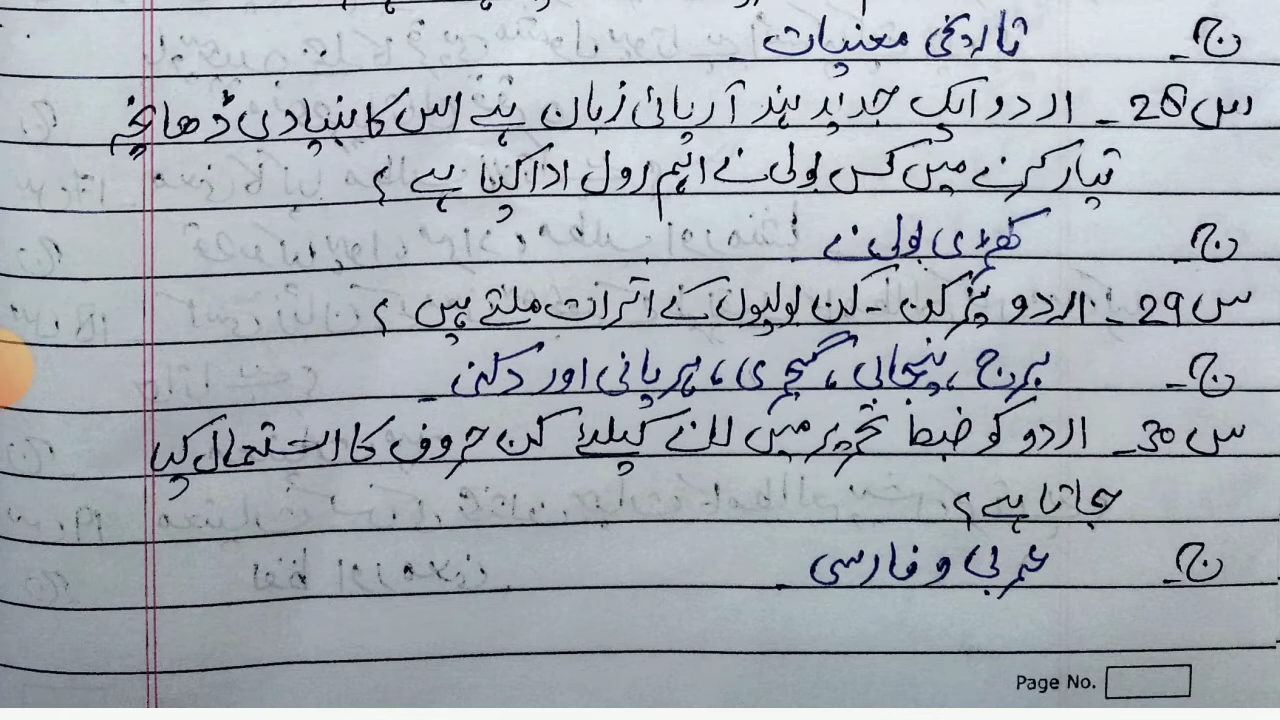 ج۔ تاریخی معنیات۔
س 28۔ اردو ایک جدید ہند آریائی زبان ہے اس کا بنیادی ڈھانچہ
تیار کرنے میں کس بولی نے اہم رول ادا کیا ہے ؟
ج۔ کھڑی بولی نے
س 29۔ اردو پر کن - کن بولیوں کے اثرات ملتے ہیں ؟
ج۔ برج، پنجابی، گجری، ہریانی اور دکنی۔
س 30۔ اردو کو ضبط تحریر میں لانے کیلئے کن حروف کا استعمال کیا
جاتا ہے؟
ج۔ عربی و فارسی۔
Page No.